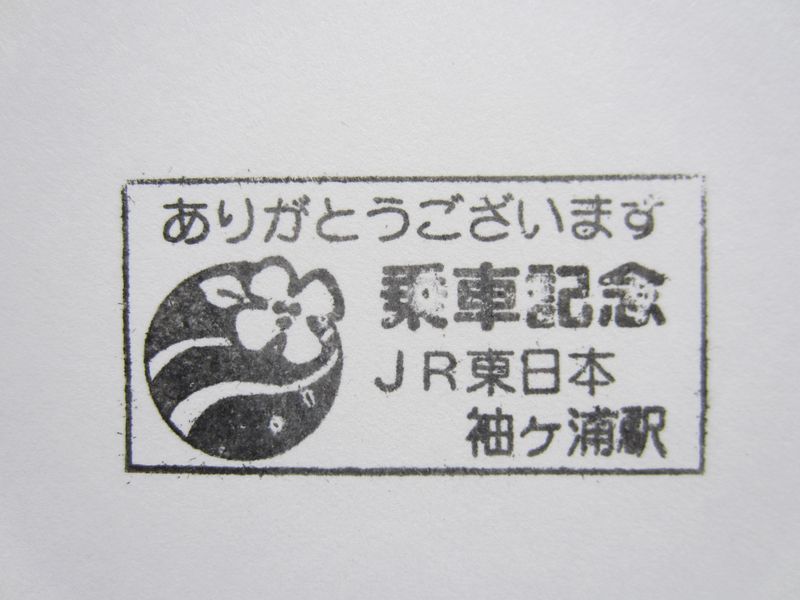 ありがとうございます
乗車記念
JR東日本
袖ヶ浦駅